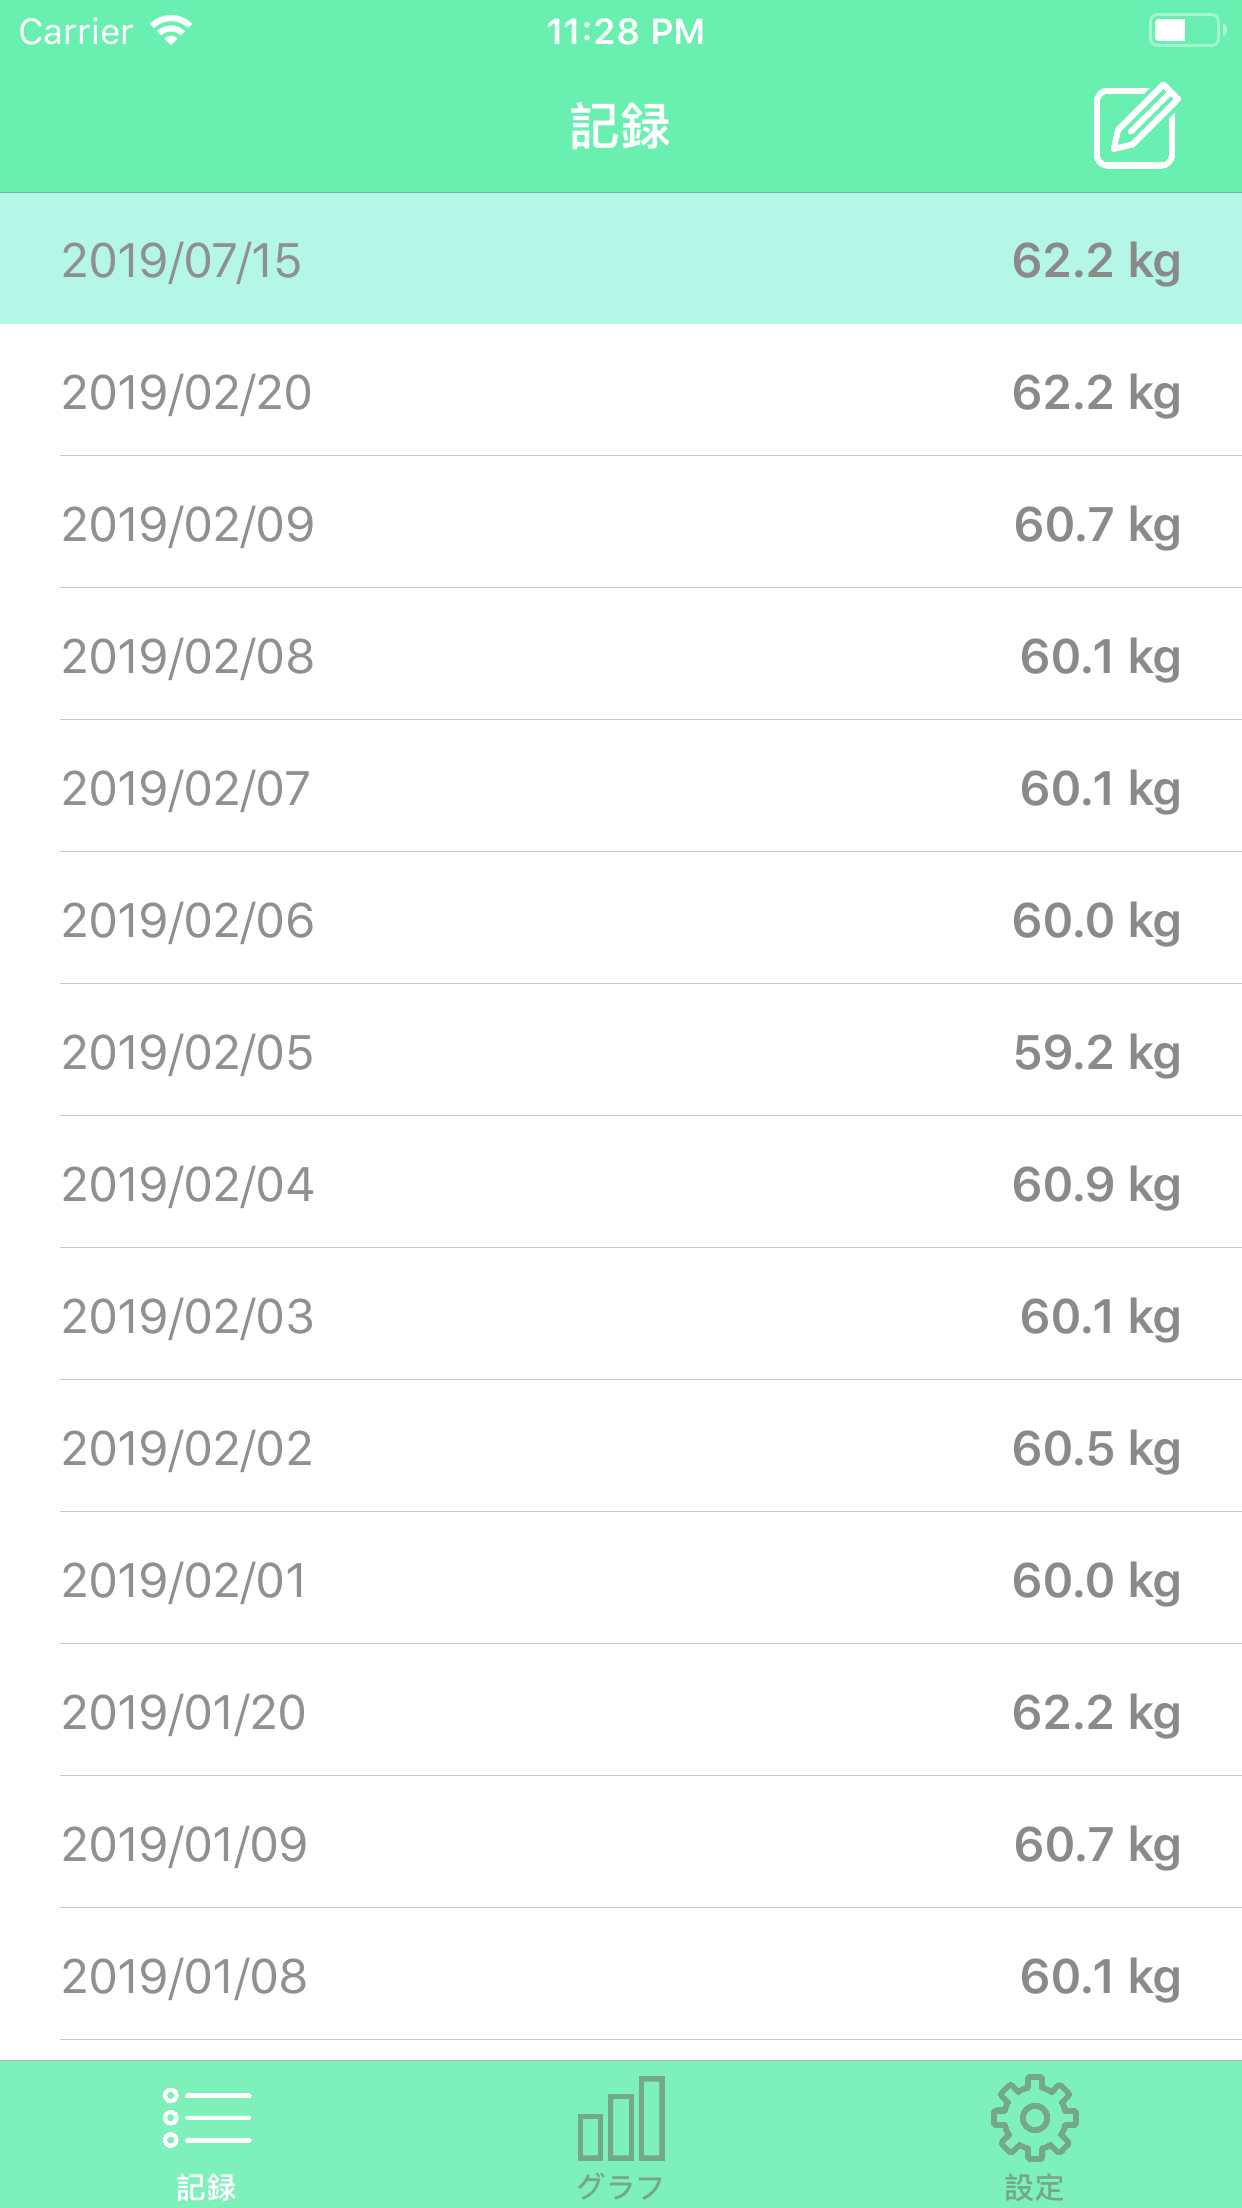 Carrier 11:28 PM
記録
2019/07/15 62.2 kg
2019/02/20 62.2 kg
2019/02/09 60.7 kg
2019/02/08 60.1 kg
2019/02/07 60.1 kg
2019/02/06 60.0 kg
2019/02/05 59.2 kg
2019/02/04 60.9 kg
2019/02/03 60.1 kg
2019/02/02 60.5 kg
2019/02/01 60.0 kg
2019/01/20 62.2 kg
2019/01/09 60.7 kg
2019/01/08 60.1 kg
記録 グラフ 設定